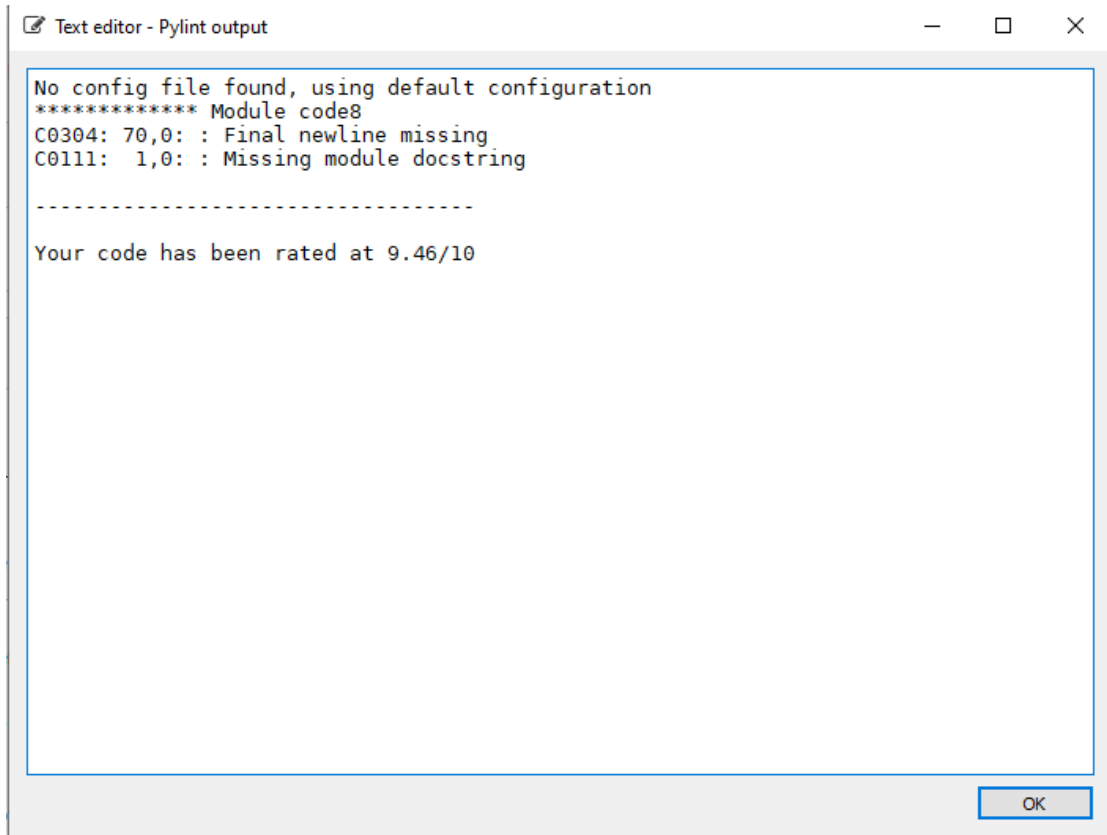 Text editor - Pylint output
No config file found, using default configuration
************* Module code8
C0304: 70,0: : Final newline missing
C0111:  1,0: : Missing module docstring
-----------------------------------
Your code has been rated at 9.46/10
OK